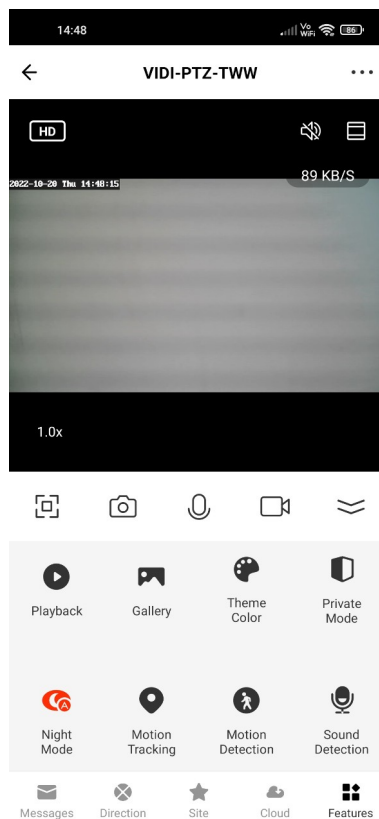 14:48
Vo
WiFi
86
VIDI-PTZ-TWW
HD
89 KB/S
2022-10-20 Thu 14:48:15
1.0x
Playback
Gallery
Theme
Color
Private
Mode
A
Night
Mode
Motion
Tracking
Motion
Detection
Sound
Detection
Messages
Direction
Site
Cloud
Features